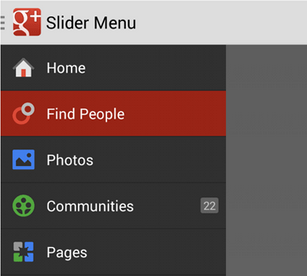 g+ Slider Menu
Home
Find People
Photos
Communities 22
Pages